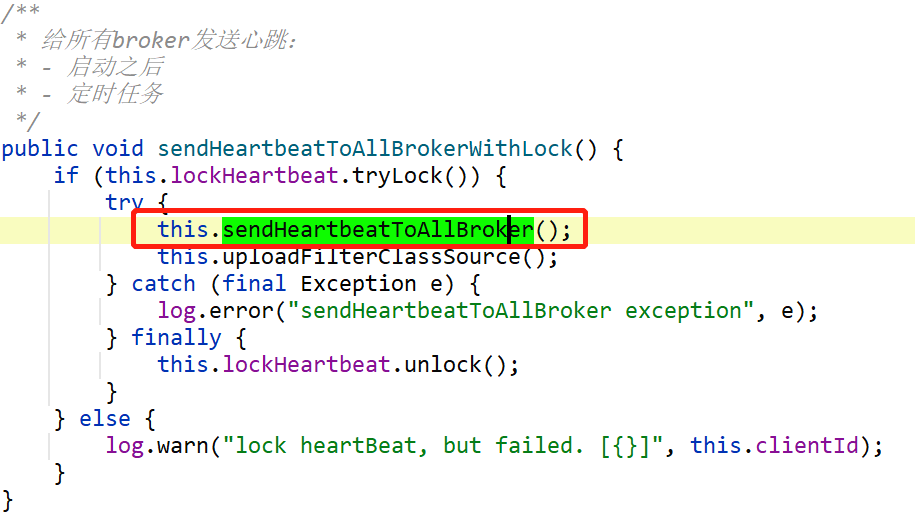 /**
 * 给所有broker发送心跳：
 * - 启动之后
 * - 定时任务
 */
public void sendHeartbeatToAllBrokerWithLock() {
    if (this.lockHeartbeat.tryLock()) {
        try {
            this.sendHeartbeatToAllBroker();
            this.uploadFilterClassSource();
        } catch (final Exception e) {
            log.error("sendHeartbeatToAllBroker exception", e);
        } finally {
            this.lockHeartbeat.unlock();
        }
    } else {
        log.warn("lock heartBeat, but failed. [{}]", this.clientId);
    }
}